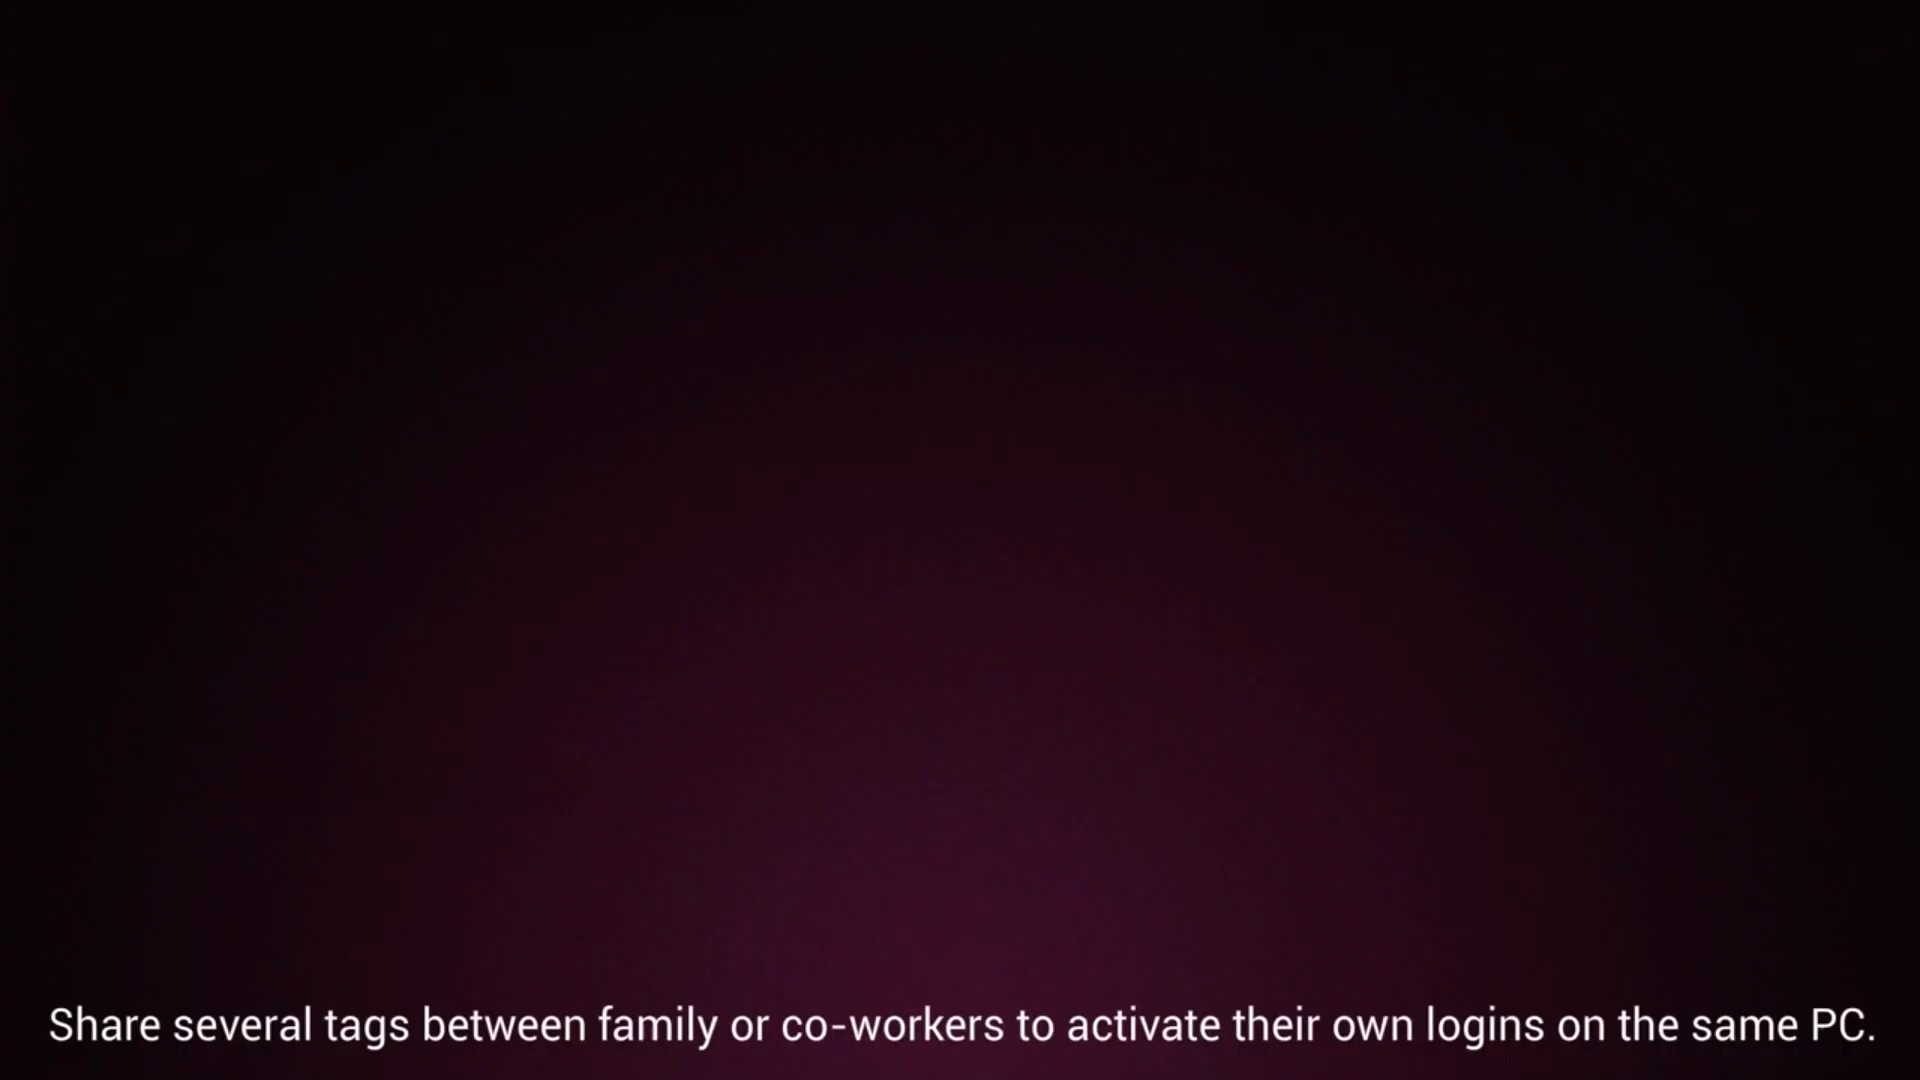 Share several tags between family or co-workers to activate their own logins on the same PC.